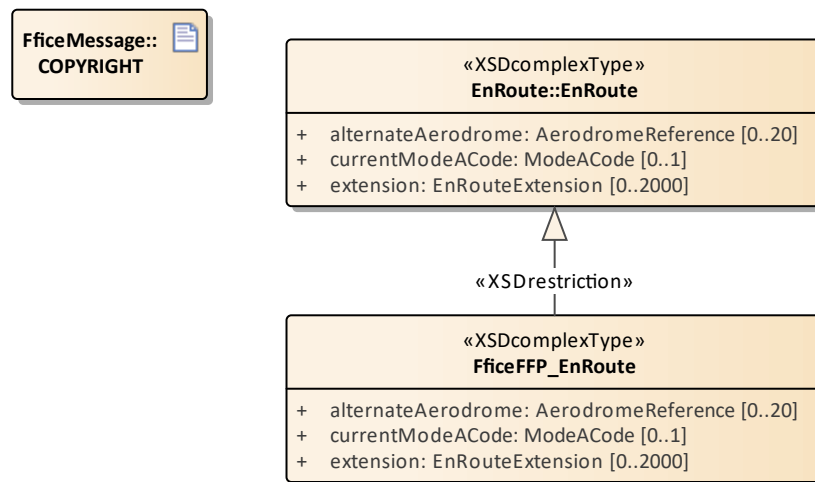 FficeMessage::
COPYRIGHT
«XSDcomplexType»
EnRoute::EnRoute
+ alternateAerodrome: AerodromeReference [0..20]
+ currentModeACode: ModeACode [0..1]
+ extension: EnRouteExtension [0..2000]
«XSDrestriction»
«XSDcomplexType»
FficeFFP_EnRoute
+ alternateAerodrome: AerodromeReference [0..20]
+ currentModeACode: ModeACode [0..1]
+ extension: EnRouteExtension [0..2000]